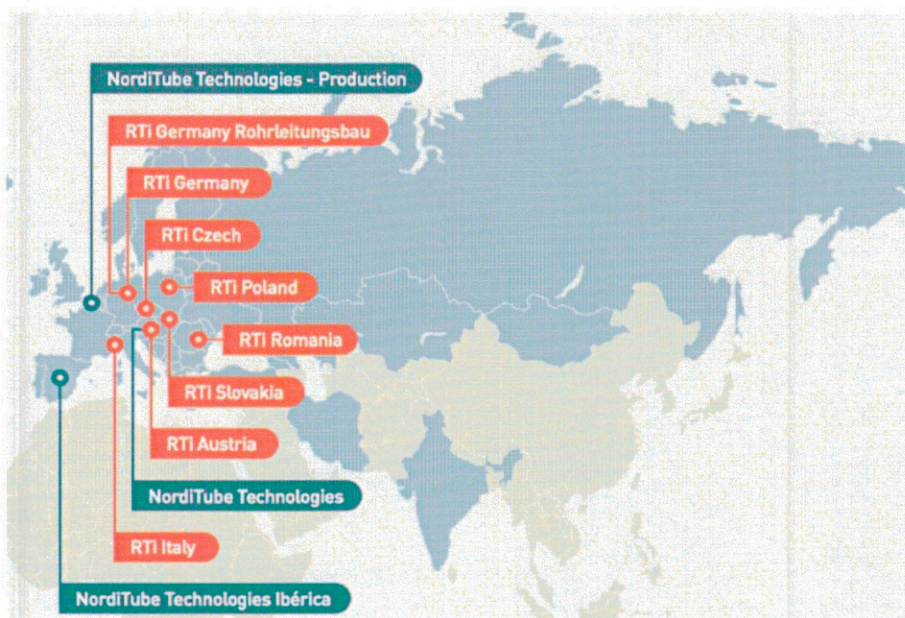 NordiTube Technologies - Production
RTi Germany Rohrleitungsbau
RTi Germany
RTi Czech
RTi Poland
RTi Romania
RTi Slovakia
RTi Austria
NordiTube Technologies
RTi Italy
NordiTube Technologies Ibérica